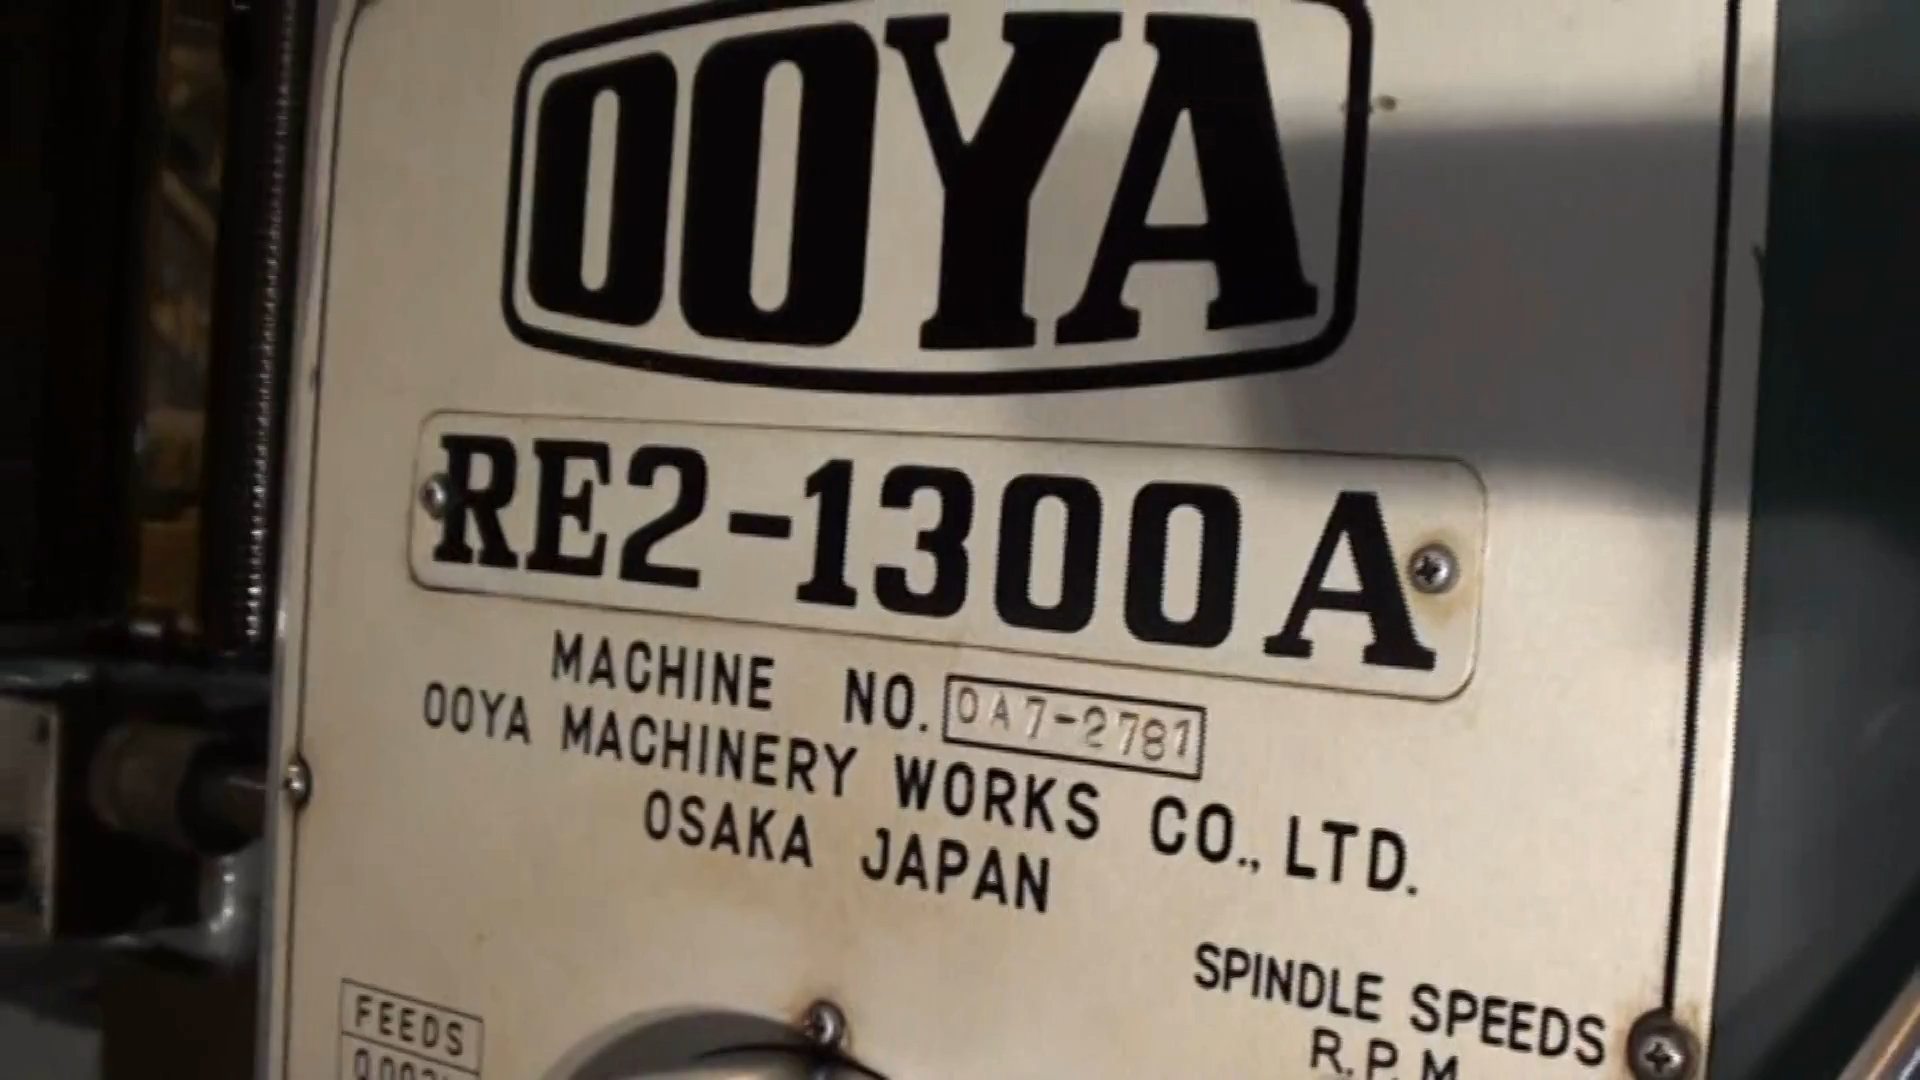 OOYA
RE2-1300A
MACHINE NO. OA7-2781
OOYA MACHINERY WORKS CO., LTD.
OSAKA JAPAN
SPINDLE SPEEDS
R.P.M
FEEDS